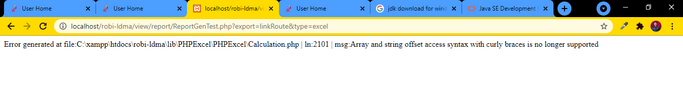 User Home
User Home
localhost/robi-ldma/vi
User Home
jdk download for wind
Java SE Development
localhost/robi-ldma/view/report/ReportGenTest.php?export=linkRoute&type=excel
Error generated at file:C:\xampp\htdocs\robi-ldma\lib\PHPExcel\PHPExcel\Calculation.php | ln:2101 | msg:Array and string offset access syntax with curly braces is no longer supported